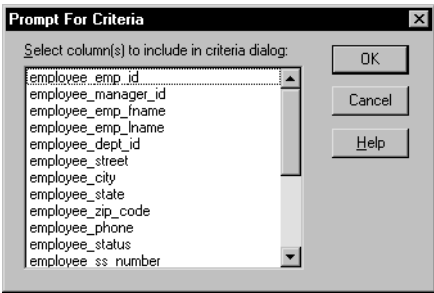 Prompt For Criteria
Select column(s) to include in criteria dialog:
employee_emp_id
employee_manager_id
employee_emp_fname
employee_emp_lname
employee_dept_id
employee_street
employee_city
employee_state
employee_zip_code
employee_phone
employee_status
employee_ss_number
OK
Cancel
Help